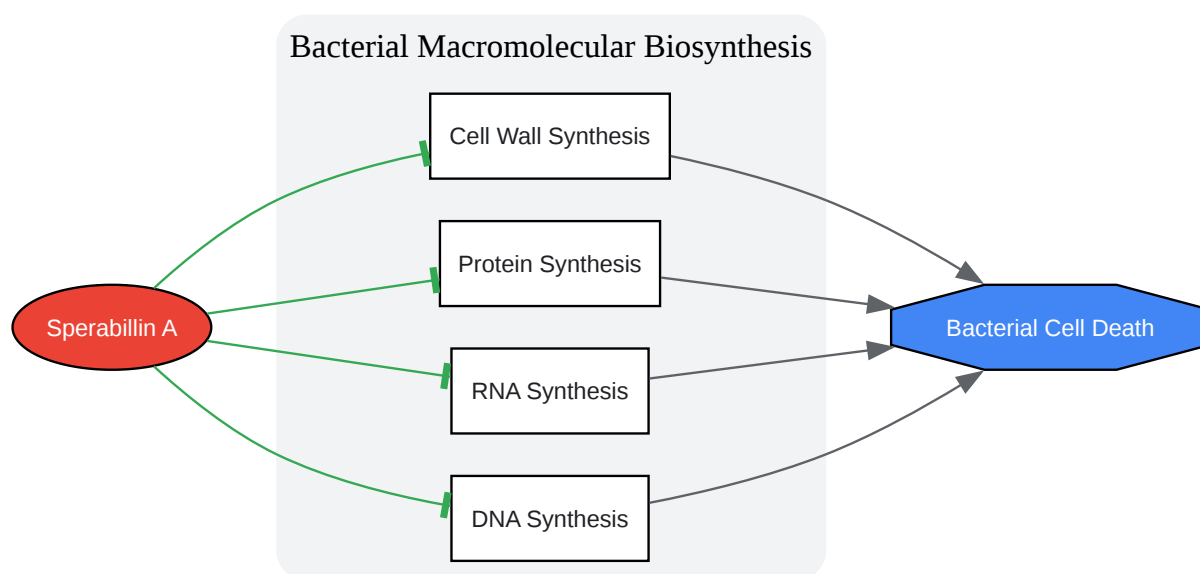 Bacterial Macromolecular Biosynthesis
Cell Wall Synthesis
Protein Synthesis
Sperabillin A
Bacterial Cell Death
RNA Synthesis
DNA Synthesis